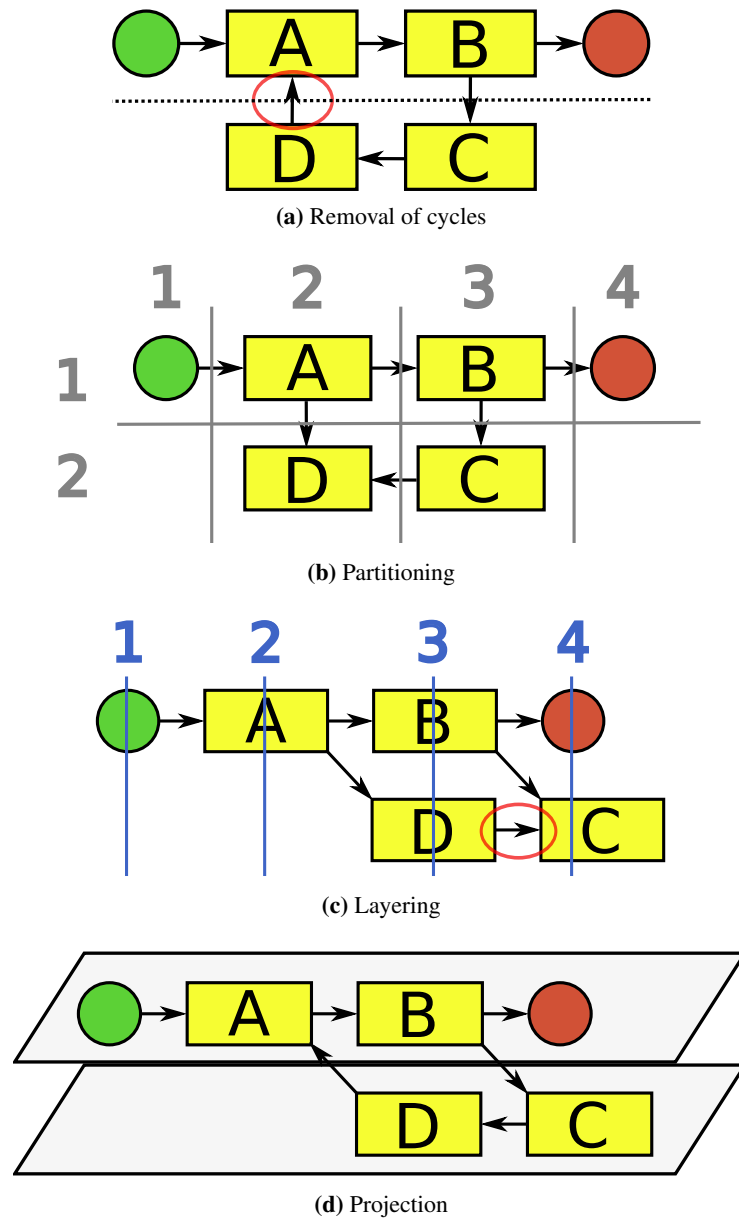 A B
D C
(a) Removal of cycles
1 2 3 4
1 A B
2 D C
(b) Partitioning
1 2 3 4
A B
D C
(c) Layering
A B
D C
(d) Projection